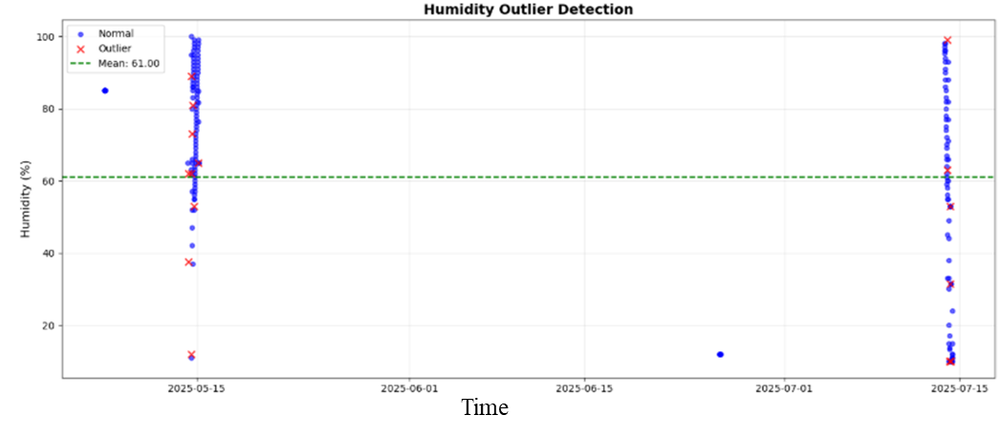 Humidity Outlier Detection
Normal
Outlier
Mean: 61.00
100
80
60
40
20
Humidity (%)
2025-05-15 2025-06-01 2025-06-15 2025-07-01 2025-07-15
Time